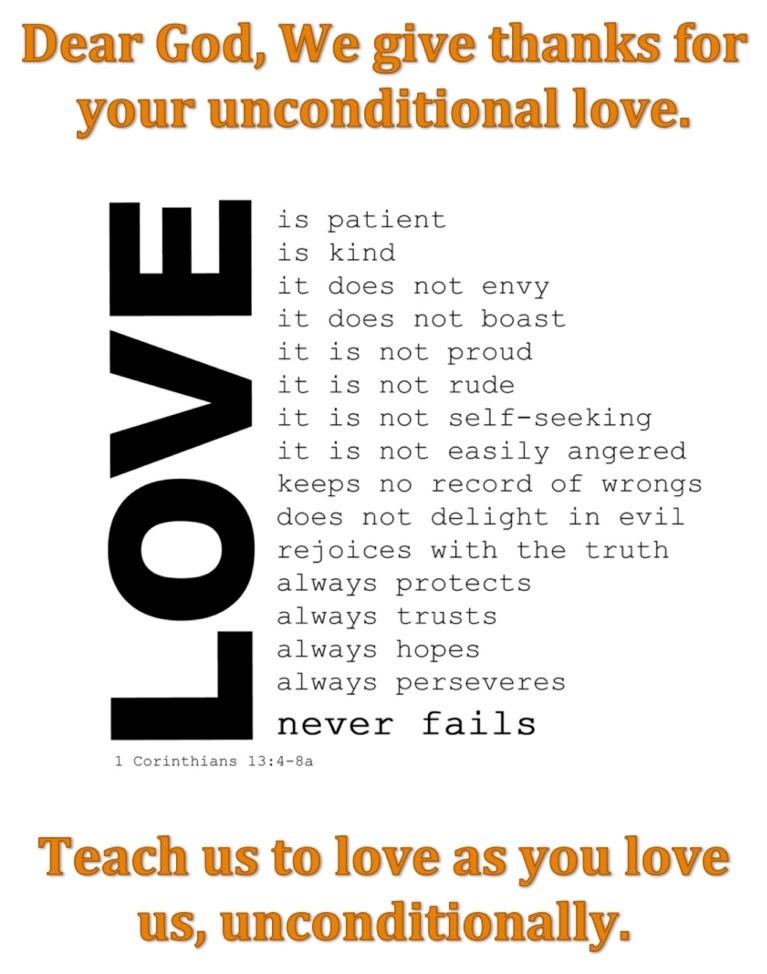 Dear God, We give thanks for
your unconditional love.
LOVE
is patient
is kind
it does not envy
it does not boast
it is not proud
it is not rude
it is not self-seeking
it is not easily angered
keeps no record of wrongs
does not delight in evil
rejoices with the truth
always protects
always trusts
always hopes
always perseveres
never fails
1 Corinthians 13:4-8a
Teach us to love as you love
us, unconditionally.